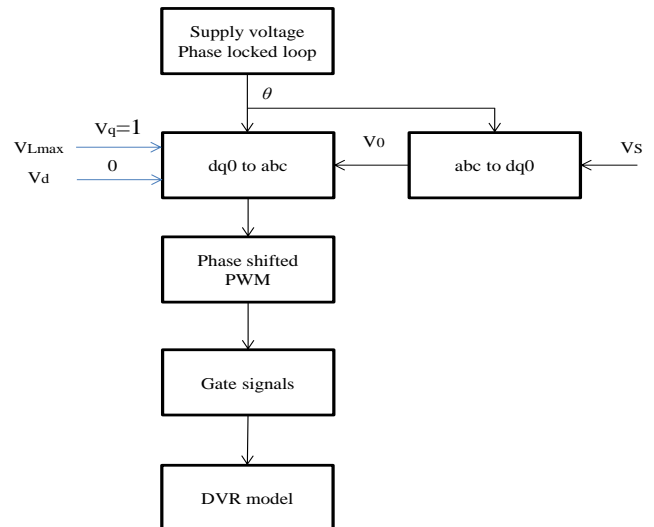 Supply voltage
Phase locked loop
θ
Vq=1
VLmax
V0
VS
dq0 to abc
abc to dq0
0
Vd
Phase shifted
PWM
Gate signals
DVR model